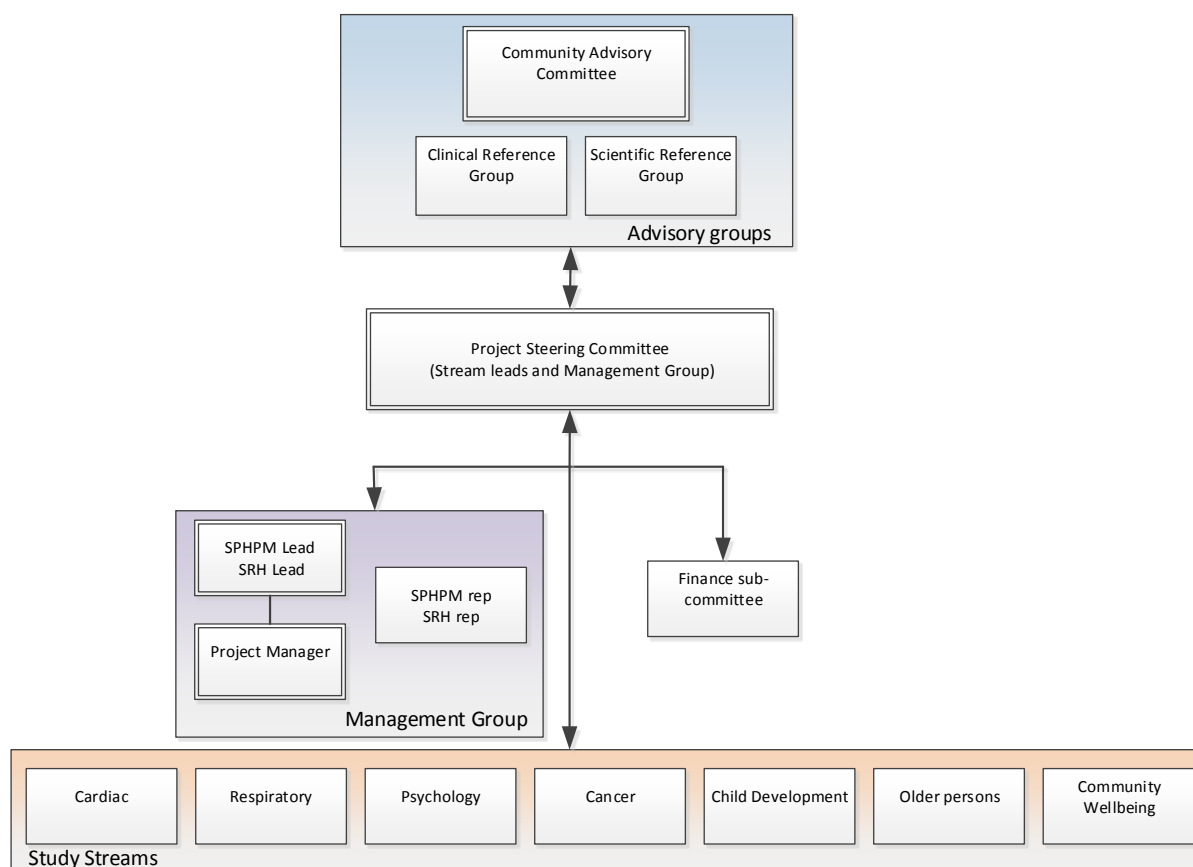 Community Advisory
Committee
Clinical Reference
Group
Scientific Reference
Group
Advisory groups
Project Steering Committee
(Stream leads and Management Group)
SPHPM Lead
SRH Lead
SPHPM rep
SRH rep
Project Manager
Management Group
Finance sub-
committee
Cardiac
Respiratory
Psychology
Cancer
Child Development
Older persons
Community
Wellbeing
Study Streams